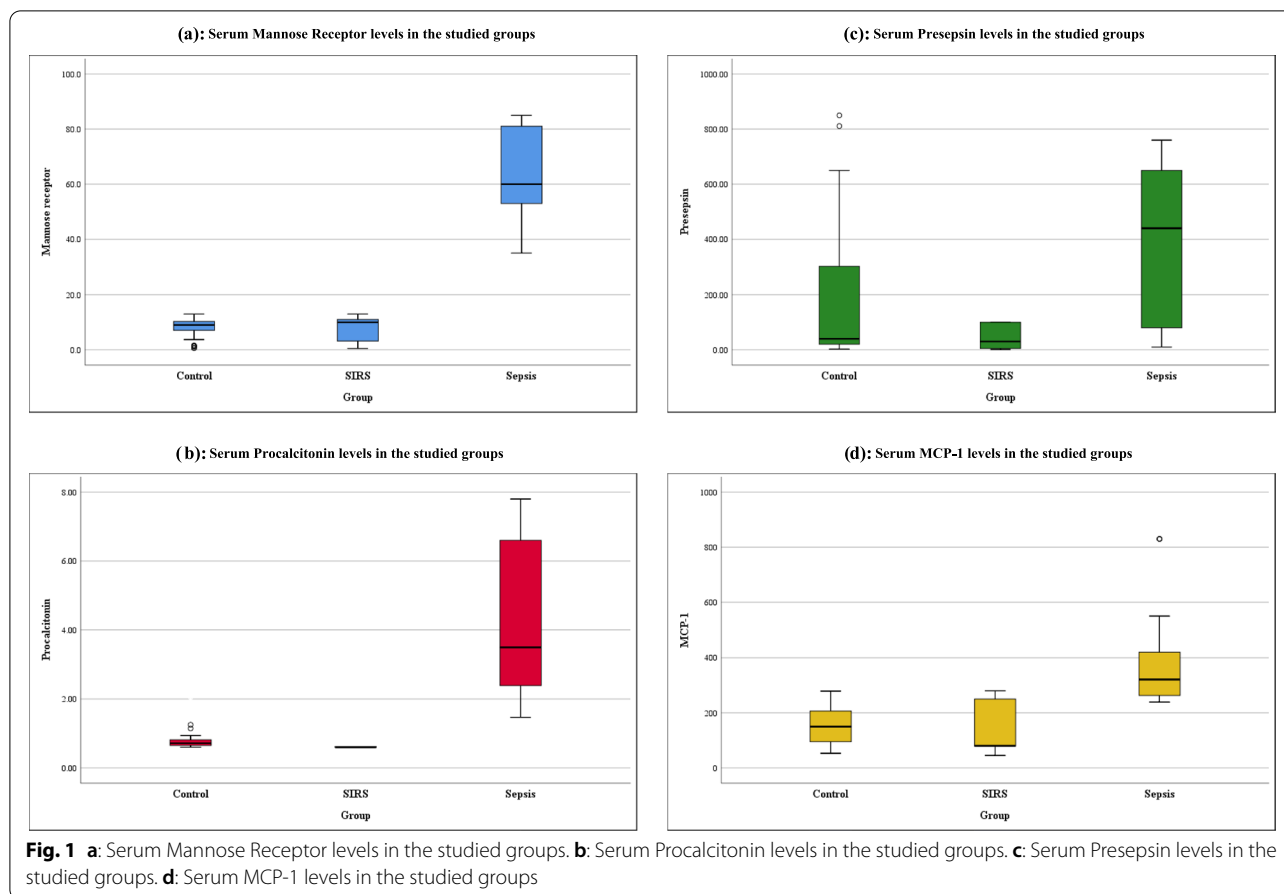 (a): Serum Mannose Receptor levels in the studied groups
100.0
80.0
60.0
40.0
20.0
0.0
Mannose receptor
Control SIRS Sepsis
Group
(c): Serum Presepsin levels in the studied groups
1000.00
800.00
600.00
400.00
200.00
0.00
Presepsin
Control SIRS Sepsis
Group
(b): Serum Procalcitonin levels in the studied groups
8.00
6.00
4.00
2.00
0.00
Procalcitonin
Control SIRS Sepsis
Group
(d): Serum MCP-1 levels in the studied groups
1000
800
600
400
200
0
MCP-1
Control SIRS Sepsis
Group
Fig. 1 a: Serum Mannose Receptor levels in the studied groups. b: Serum Procalcitonin levels in the studied groups. c: Serum Presepsin levels in the
studied groups. d: Serum MCP-1 levels in the studied groups